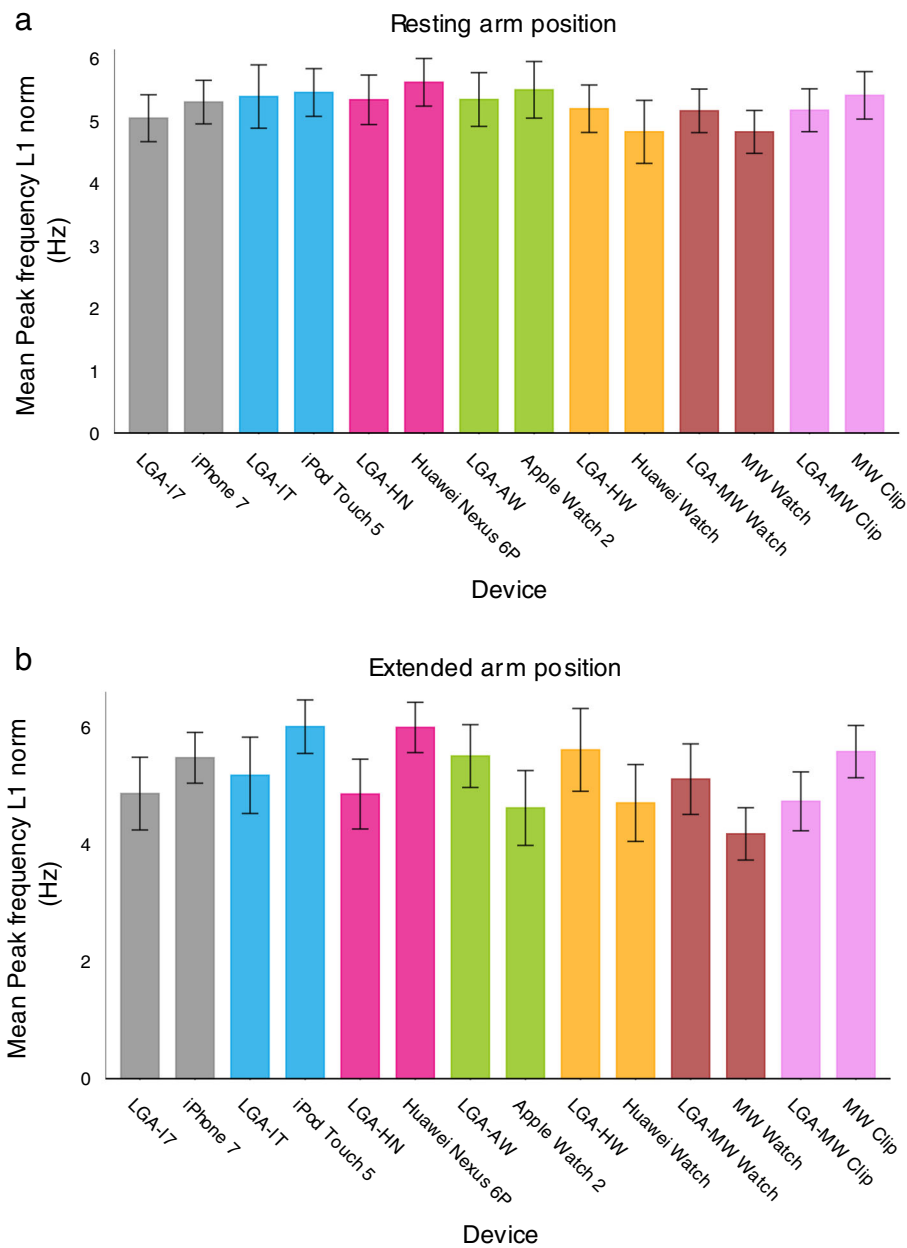 a
Resting arm position
Mean Peak frequency L1 norm
(Hz)
6
5
4
3
2
1
0
LGA-I7
iPhone 7
LGA-IT
iPod Touch 5
LGA-HN
Huawei Nexus 6P
LGA-AW
Apple Watch 2
LGA-HW
Huawei Watch
LGA-MW Watch
MW Watch
LGA-MW Clip
MW Clip
Device
b
Extended arm position
Mean Peak frequency L1 norm
(Hz)
6
4
2
0
LGA-I7
iPhone 7
LGA-IT
iPod Touch 5
LGA-HN
Huawei Nexus 6P
LGA-AW
Apple Watch 2
LGA-HW
Huawei Watch
LGA-MW Watch
MW Watch
LGA-MW Clip
MW Clip
Device